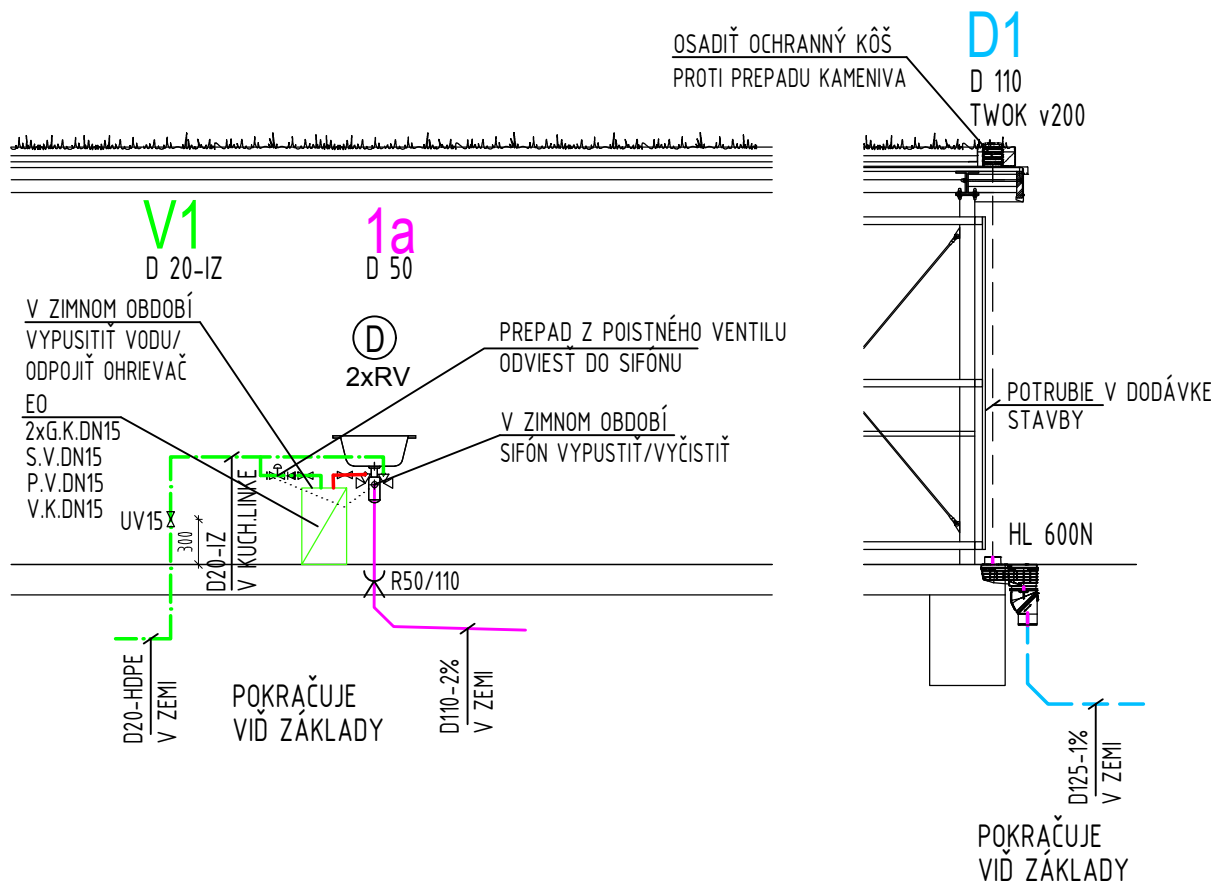 OSADIŤ OCHRANNÝ KÔŠ
PROTI PREPADU KAMENIVA
D1
D 110
TWOK v200
V1
D 20-IZ
1a
D 50
V ZIMNOM OBDOBÍ
VYPUSITIŤ VODU/
ODPOJIŤ OHRIEVAČ
D
2xRV
PREPAD Z POISTNÉHO VENTILU
ODVIESŤ DO SIFÓNU
EO
2xG.K.DN15
S.V.DN15
P.V.DN15
V.K.DN15
V ZIMNOM OBDOBÍ
SIFÓN VYPUSTIŤ/VYČISTIŤ
POTRUBIE V DODÁVKE
STAVBY
UV15
300
D20-IZ
V KUCH.LINKE
R50/110
HL 600N
D20-HDPE
V ZEMI
POKRAČUJE
VIĎ ZÁKLADY
D110-2%
V ZEMI
D125-1%
V ZEMI
POKRAČUJE
VIĎ ZÁKLADY